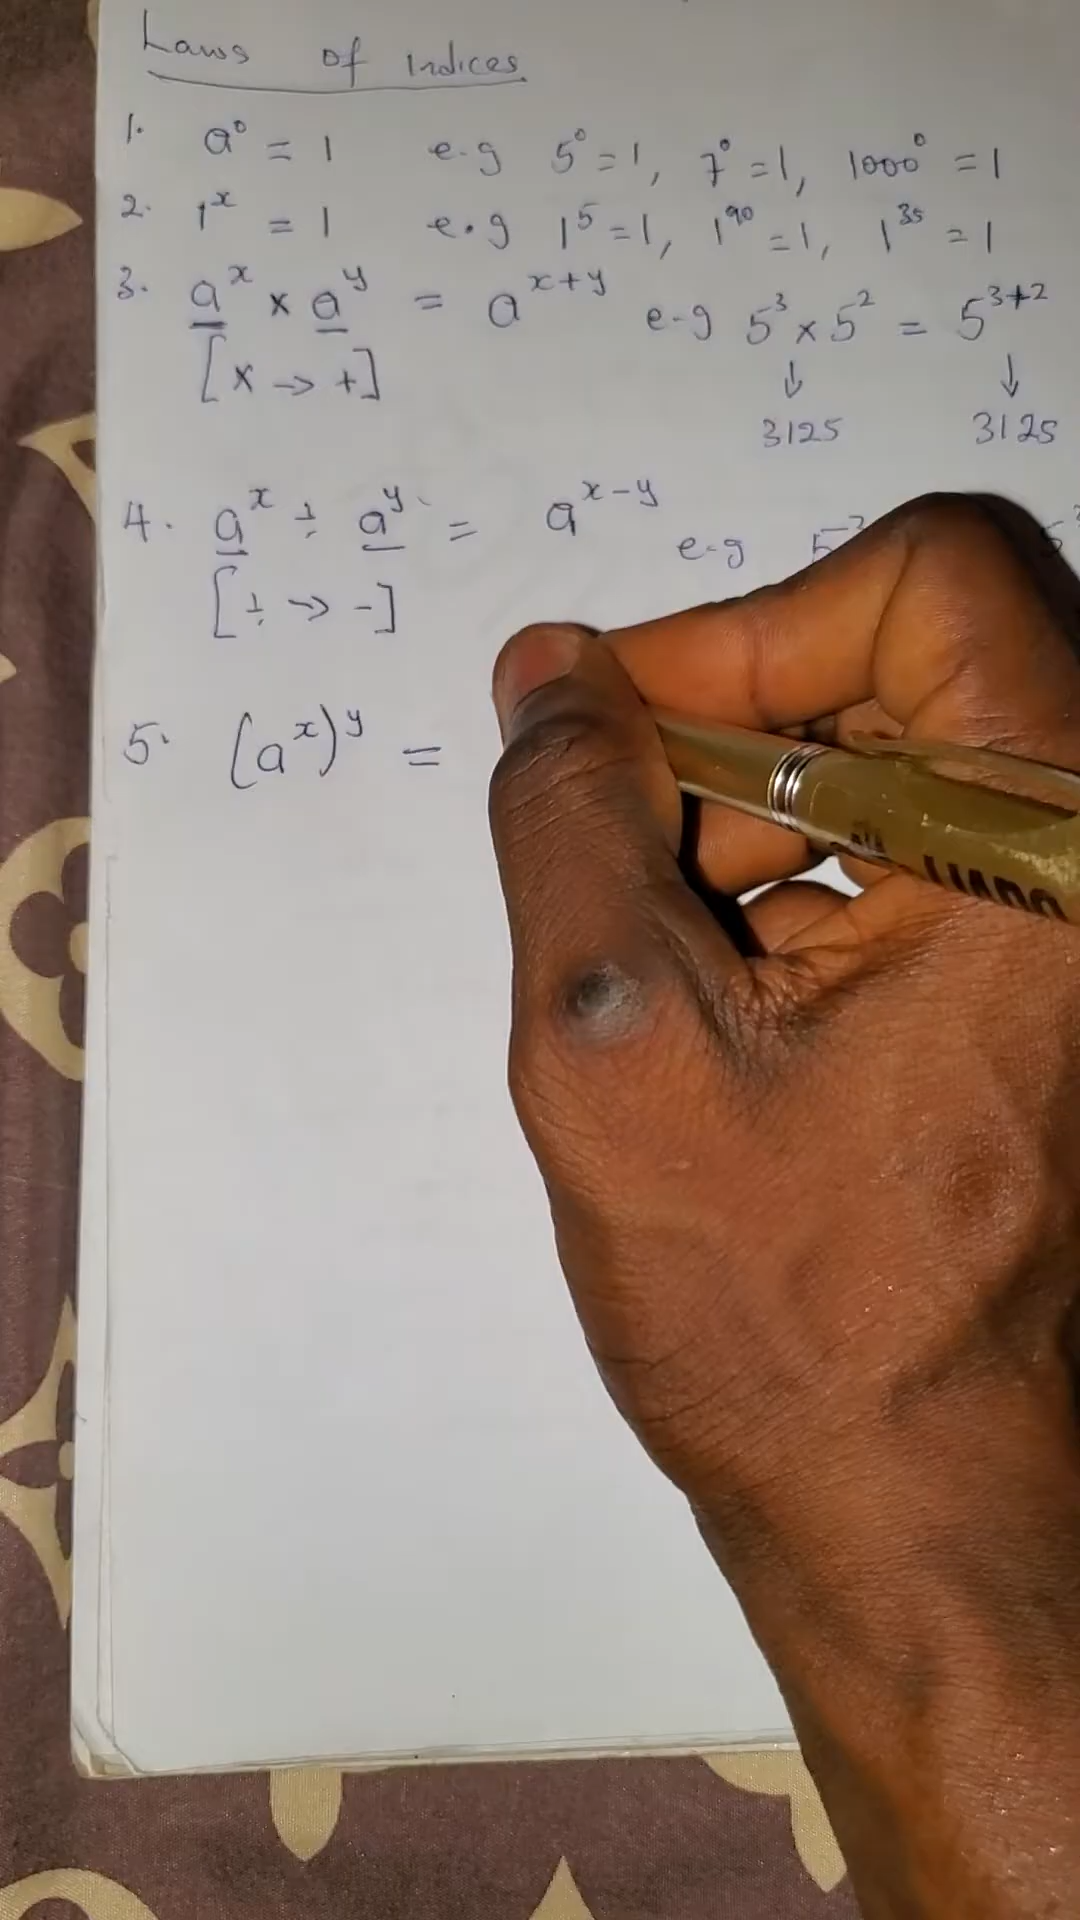 Laws of indices
1. a⁰ = 1 e.g 5⁰ = 1, 7⁰ = 1, 1000⁰ = 1
2. 1ˣ = 1 e.g 1⁵ = 1, 1⁹⁰ = 1, 1³⁵ = 1
3. aˣ × aʸ = aˣ⁺ʸ e-g 5³ × 5² = 5³⁺²
[× → +]
3125 3125
4. aˣ ÷ aʸ = aˣ⁻ʸ e-g
[÷ → -]
5. (aˣ)ʸ =